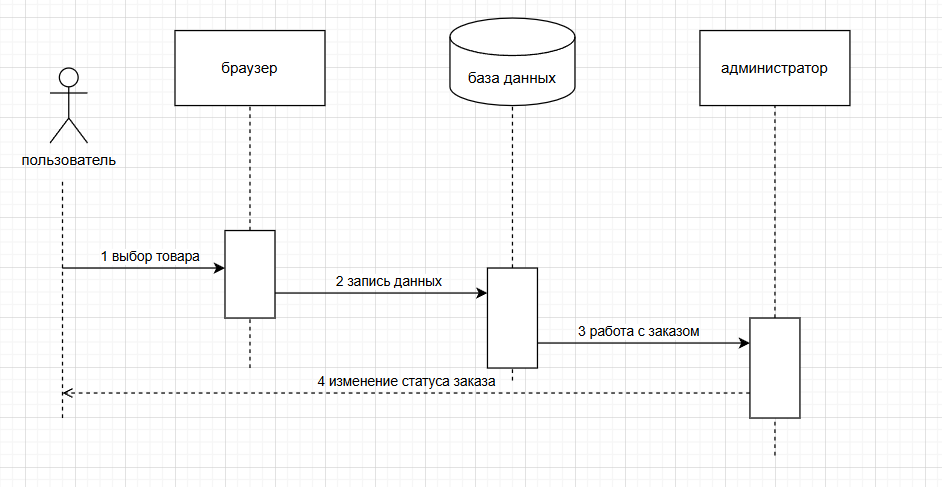 браузер
база данных
администратор
пользователь
1 выбор товара
2 запись данных
3 работа с заказом
4 изменение статуса заказа